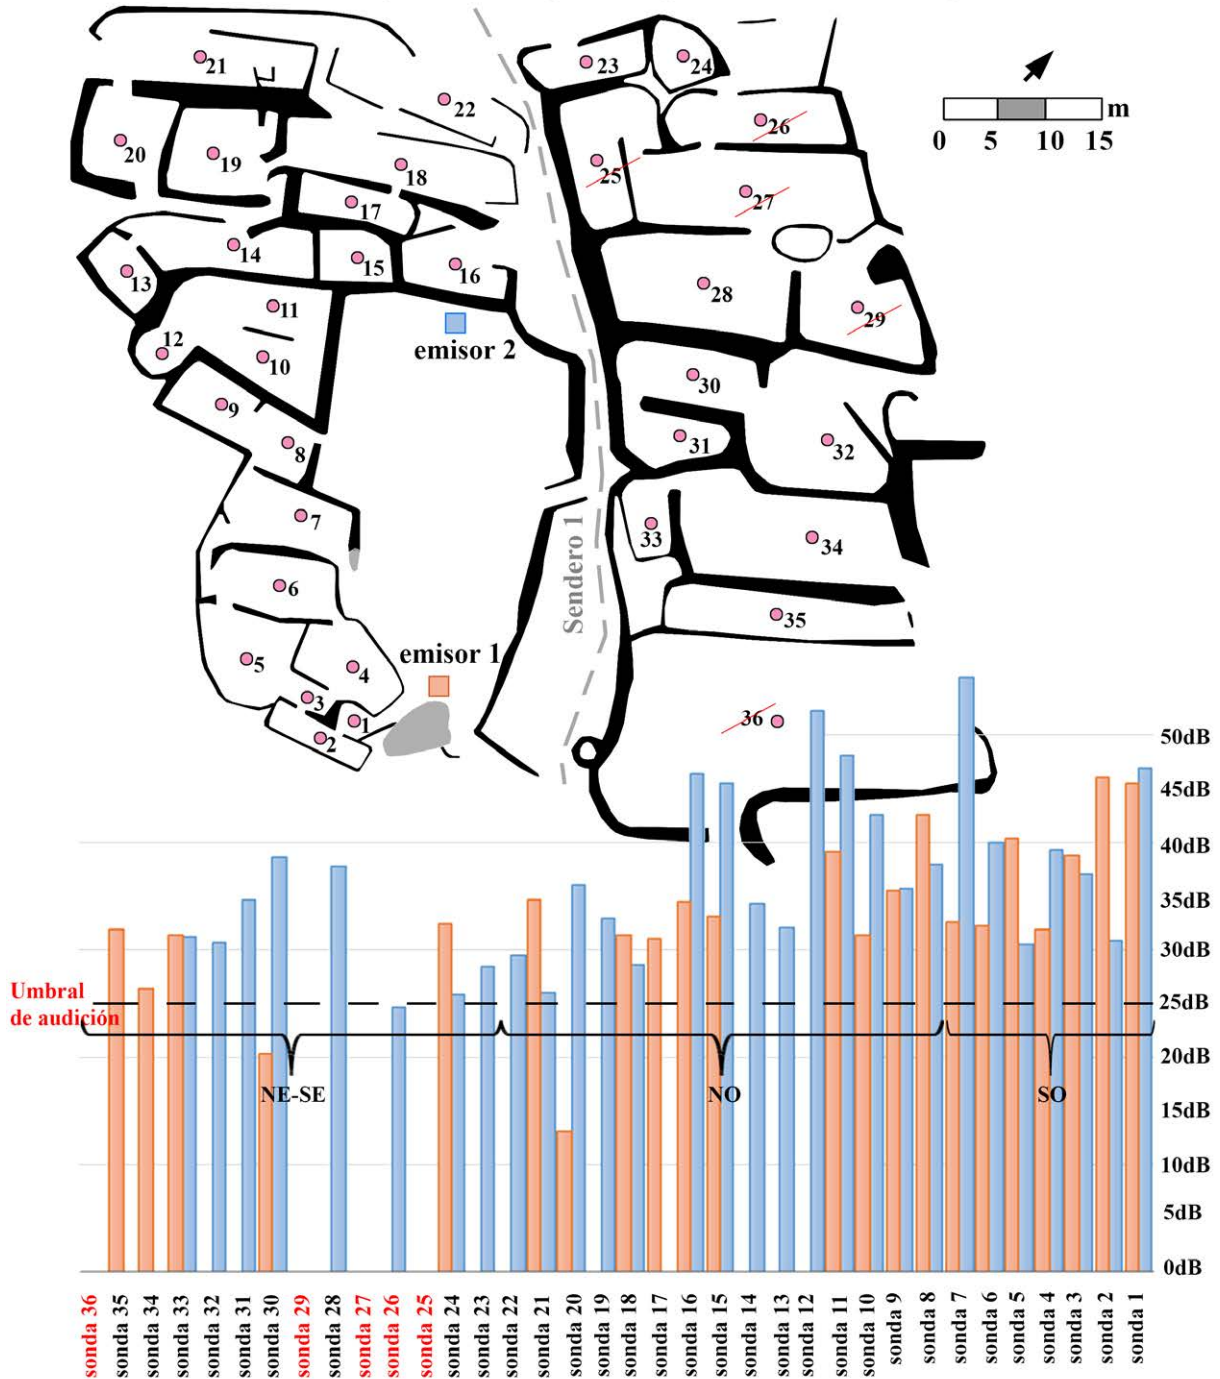 21
22
23
24
m
0 5 10 15
20
19
18
17
26
25
27
14
15
16
13
11
12
10
28
29
emisor 2
9
8
30
31
32
7
33
34
Sendero 1
6
35
5
4
emisor 1
3
1
2
36
50dB
45dB
40dB
35dB
30dB
Umbral
de audición
25dB
20dB
NE-SE
NO
SO
15dB
10dB
5dB
0dB
sonda 36
sonda 35
sonda 34
sonda 33
sonda 32
sonda 31
sonda 30
sonda 29
sonda 28
sonda 27
sonda 26
sonda 25
sonda 24
sonda 23
sonda 22
sonda 21
sonda 20
sonda 19
sonda 18
sonda 17
sonda 16
sonda 15
sonda 14
sonda 13
sonda 12
sonda 11
sonda 10
sonda 9
sonda 8
sonda 7
sonda 6
sonda 5
sonda 4
sonda 3
sonda 2
sonda 1